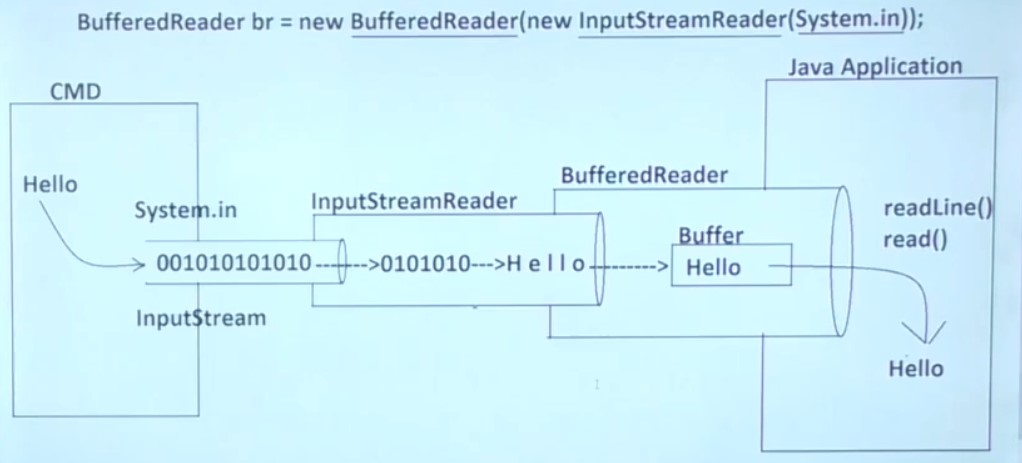 BufferedReader br = new BufferedReader(new InputStreamReader(System.in));
Java Application
CMD
Hello
System.in
InputStreamReader
BufferedReader
Buffer
readLine()
read()
001010101010------->0101010--->H e l l o--------->
Hello
InputStream
Hello